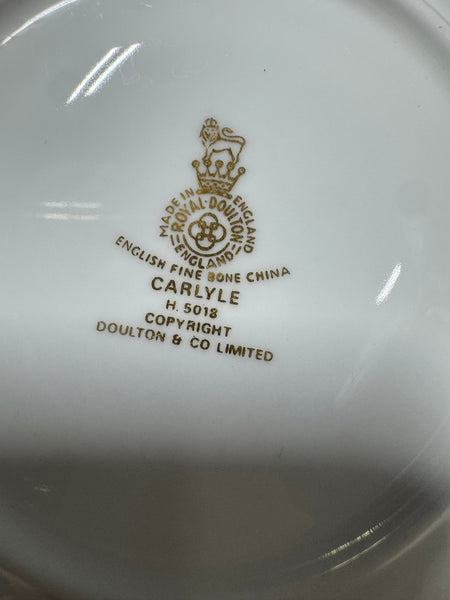 MADE IN ENGLAND
ROYAL·DOULTON
ENGLAND
ENGLISH FINE BONE CHINA
CARLYLE
H. 5018
COPYRIGHT
DOULTON & CO LIMITED